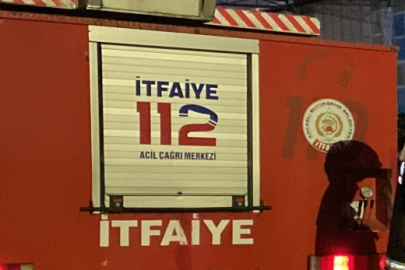 İTFAİYE
112
ACİL ÇAĞRI MERKEZİ
İTFAİYE